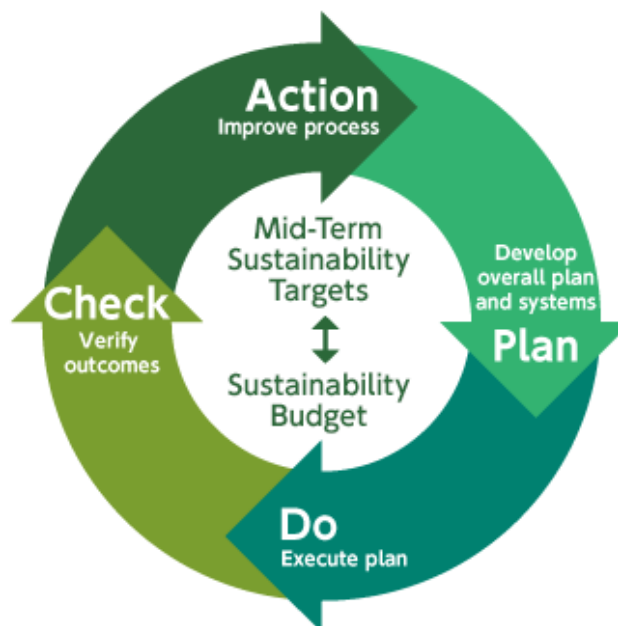 Action
Improve process
Develop
overall plan
and systems
Plan
Do
Execute plan
Check
Verify
outcomes
Mid-Term
Sustainability
Targets
Sustainability
Budget